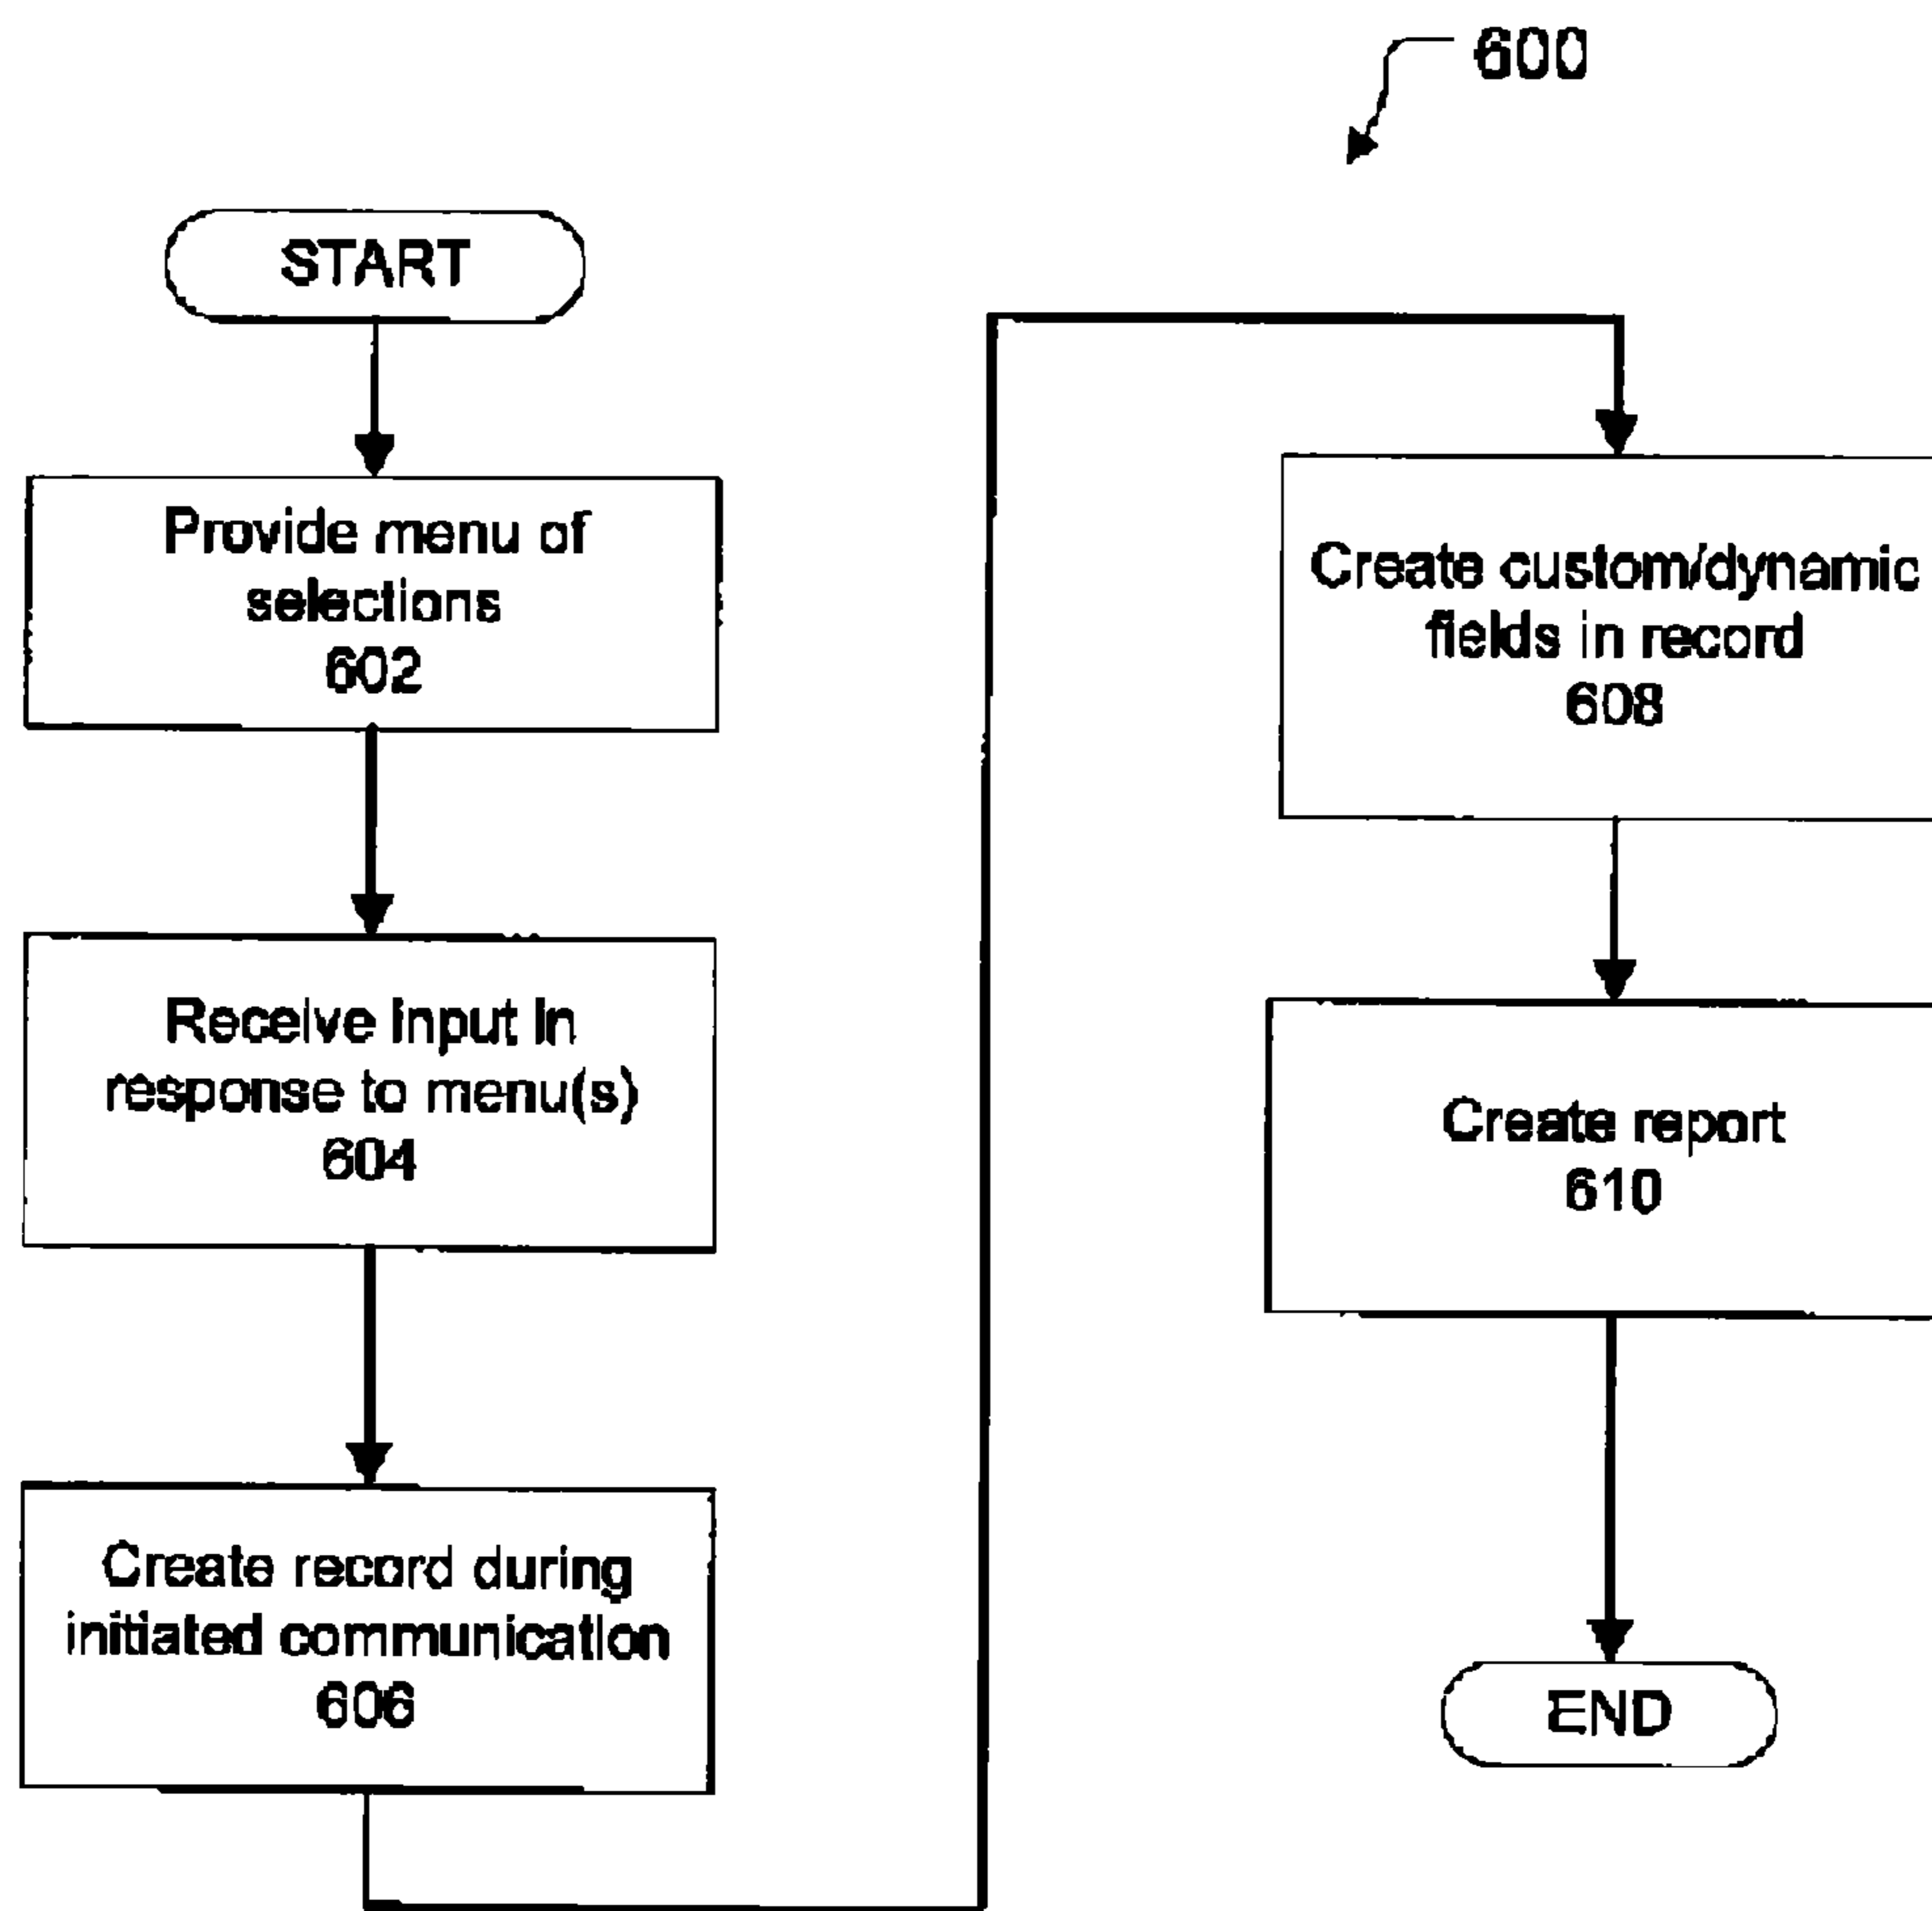 600
START
Provide menu of
selections
602
Receive input in
response to menu(s)
604
Create record during
initiated communication
606
Create custom/dynamic
fields in record
608
Create report
610
END